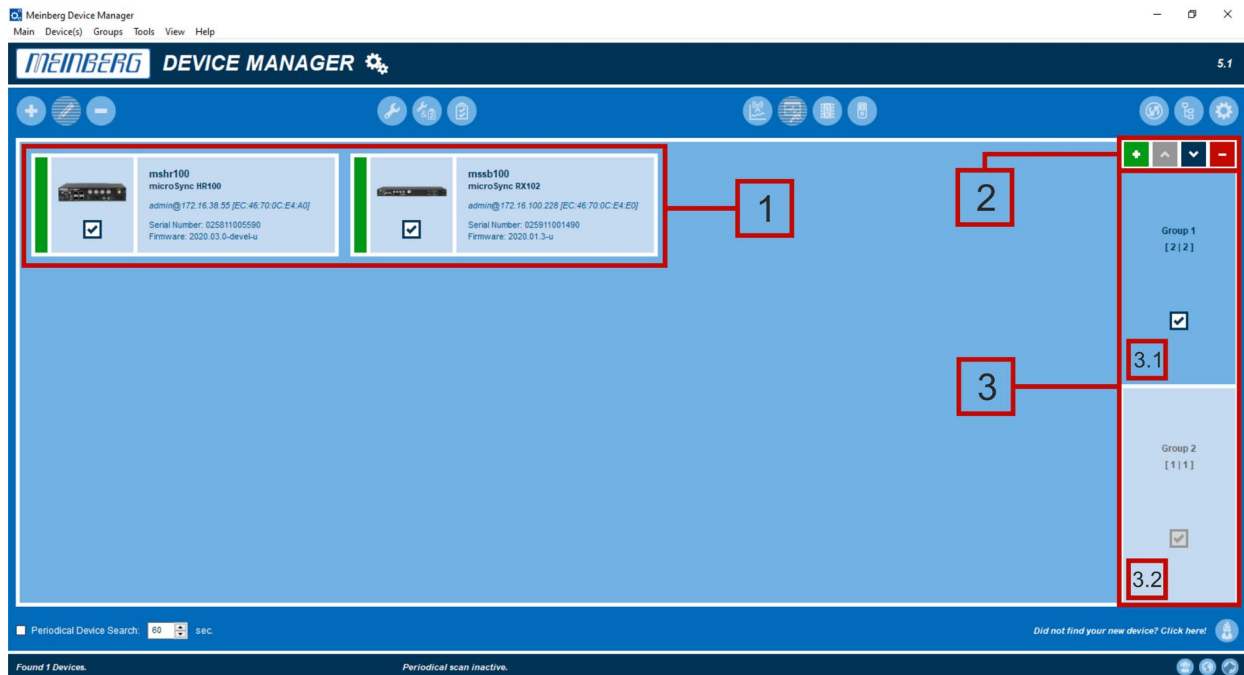 Meinberg Device Manager
Main Device(s) Groups Tools View Help
MEINBERG DEVICE MANAGER 5.1
mshr100
microSync HR100
admin@172.16.38.55 [EC:46:70:0C:E4:A0]
Serial Number: 025811005590
Firmware: 2020.03.0-devel-u
mssb100
microSync RX102
admin@172.16.100.228 [EC:46:70:0C:E4:E0]
Serial Number: 025911001490
Firmware: 2020.01.3-u
1
2
Group 1
[ 2 | 2 ]
3.1
3
Group 2
[ 1 | 1 ]
3.2
Periodical Device Search: 60 sec.
Did not find your new device? Click here!
Found 1 Devices.
Periodical scan inactive.